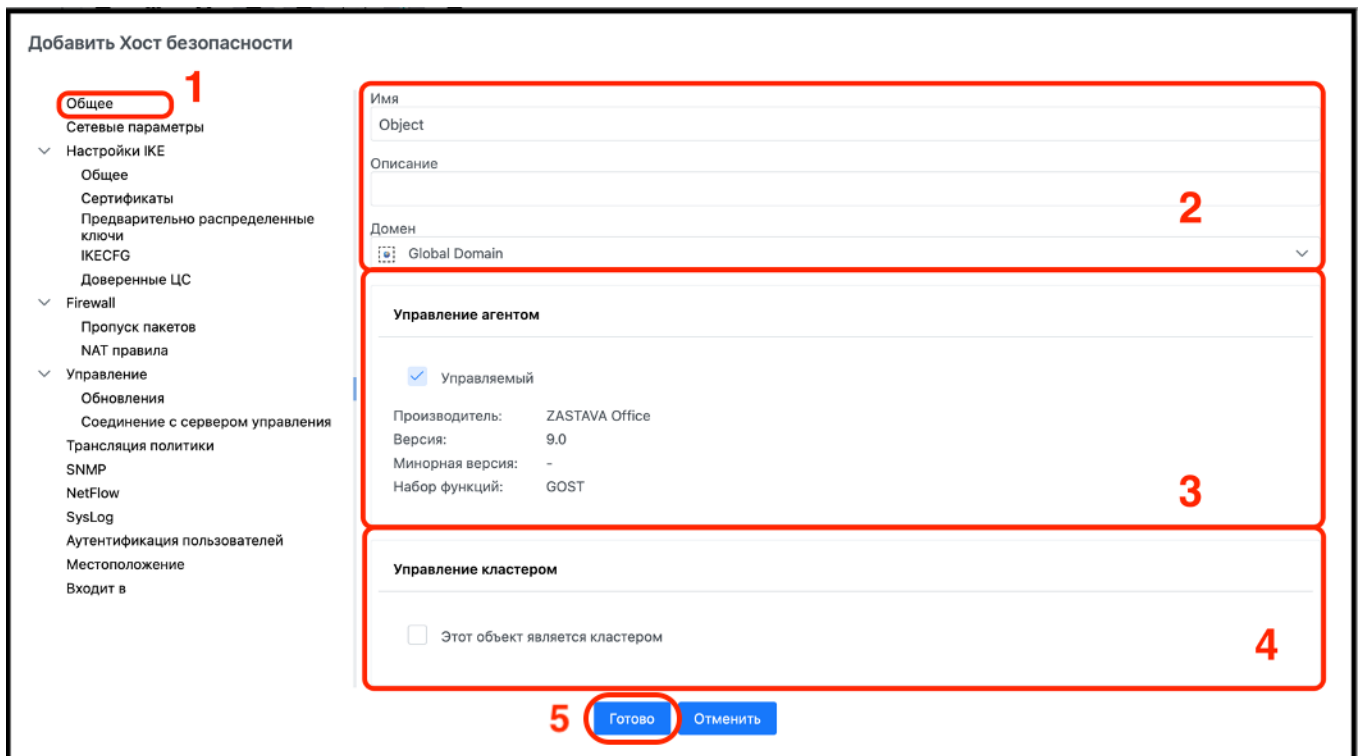 Добавить Хост безопасности
1
Общее
Сетевые параметры
Настройки IKE
Общее
Сертификаты
Предварительно распределенные
ключи
IKECFG
Доверенные ЦС
Firewall
Пропуск пакетов
NAT правила
Управление
Обновления
Соединение с сервером управления
Трансляция политики
SNMP
NetFlow
SysLog
Аутентификация пользователей
Местоположение
Входит в
Имя
Object
Описание
2
Домен
Global Domain
Управление агентом
Управляемый
Производитель: ZASTAVA Office
Версия: 9.0
Минорная версия: -
Набор функций: GOST
3
Управление кластером
Этот объект является кластером
4
5
Готово
Отменить